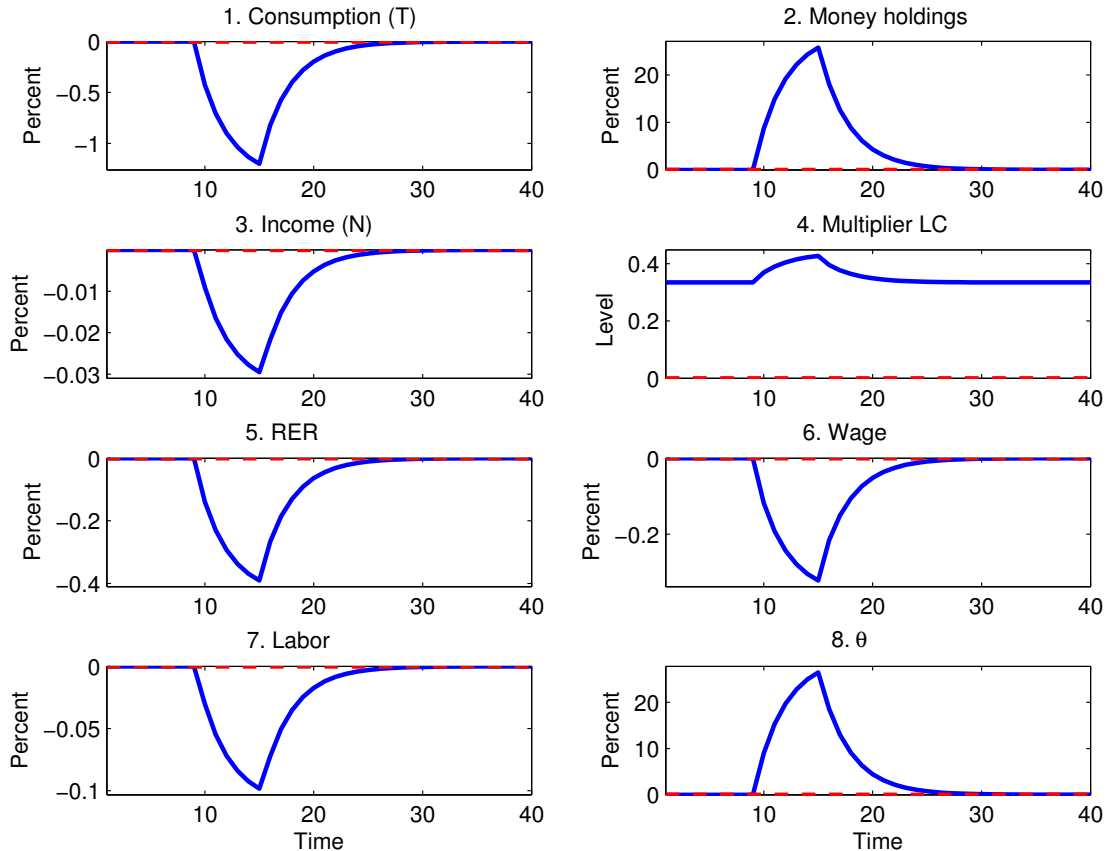 1. Consumption (T)
Percent
0
−0.5
−1
10 20 30 40
2. Money holdings
Percent
20
10
0
10 20 30 40
3. Income (N)
Percent
−0.01
−0.02
−0.03
10 20 30 40
4. Multiplier LC
Level
0.4
0.2
0
10 20 30 40
5. RER
Percent
0
−0.2
−0.4
10 20 30 40
6. Wage
Percent
0
−0.2
10 20 30 40
7. Labor
Percent
0
−0.05
−0.1
10 20 30 40
Time
8. θ
Percent
20
10
0
10 20 30 40
Time